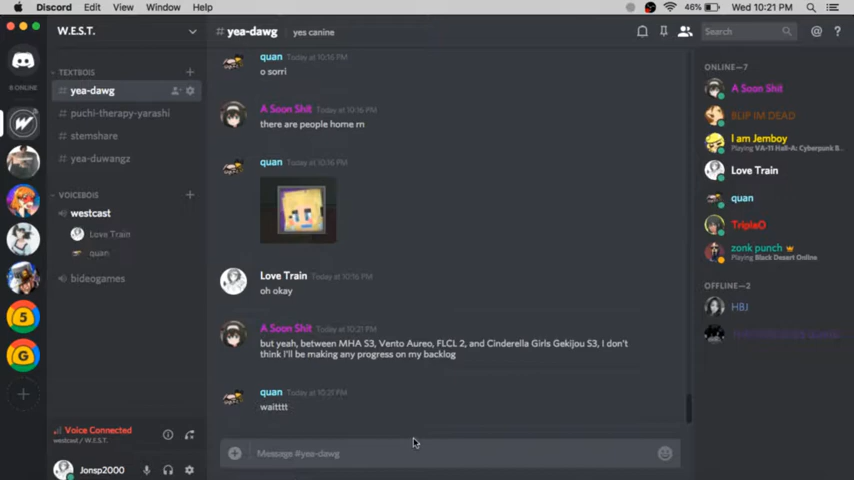 Discord Edit View Window Help
46% Wed 10:21 PM
W.E.S.T.
# yea-dawg yes canine
Search
8 ONLINE
TEXTBOIS
# yea-dawg
# puchi-therapy-yarashi
# stemshare
# yea-duwangz
VOICEBOIS
westcast
Love Train
quan
bideogames
5
G
Voice Connected
westcast / W.E.S.T.
Jonsp2000
quan Today at 10:16 PM
o sorri
A Soon Shit Today at 10:16 PM
there are people home rn
quan Today at 10:16 PM
Love Train Today at 10:16 PM
oh okay
A Soon Shit Today at 10:21 PM
but yeah, between MHA S3, Vento Aureo, FLCL 2, and Cinderella Girls Gekijou S3, I don't
think I'll be making any progress on my backlog
quan Today at 10:21 PM
waitttt
Message #yea-dawg
ONLINE—7
A Soon Shit
BLIP IM DEAD
I am Jemboy
Playing VA-11 Hall-A: Cyberpunk B...
Love Train
quan
TripleO
zonk punch
Playing Black Desert Online
OFFLINE—2
HBJ